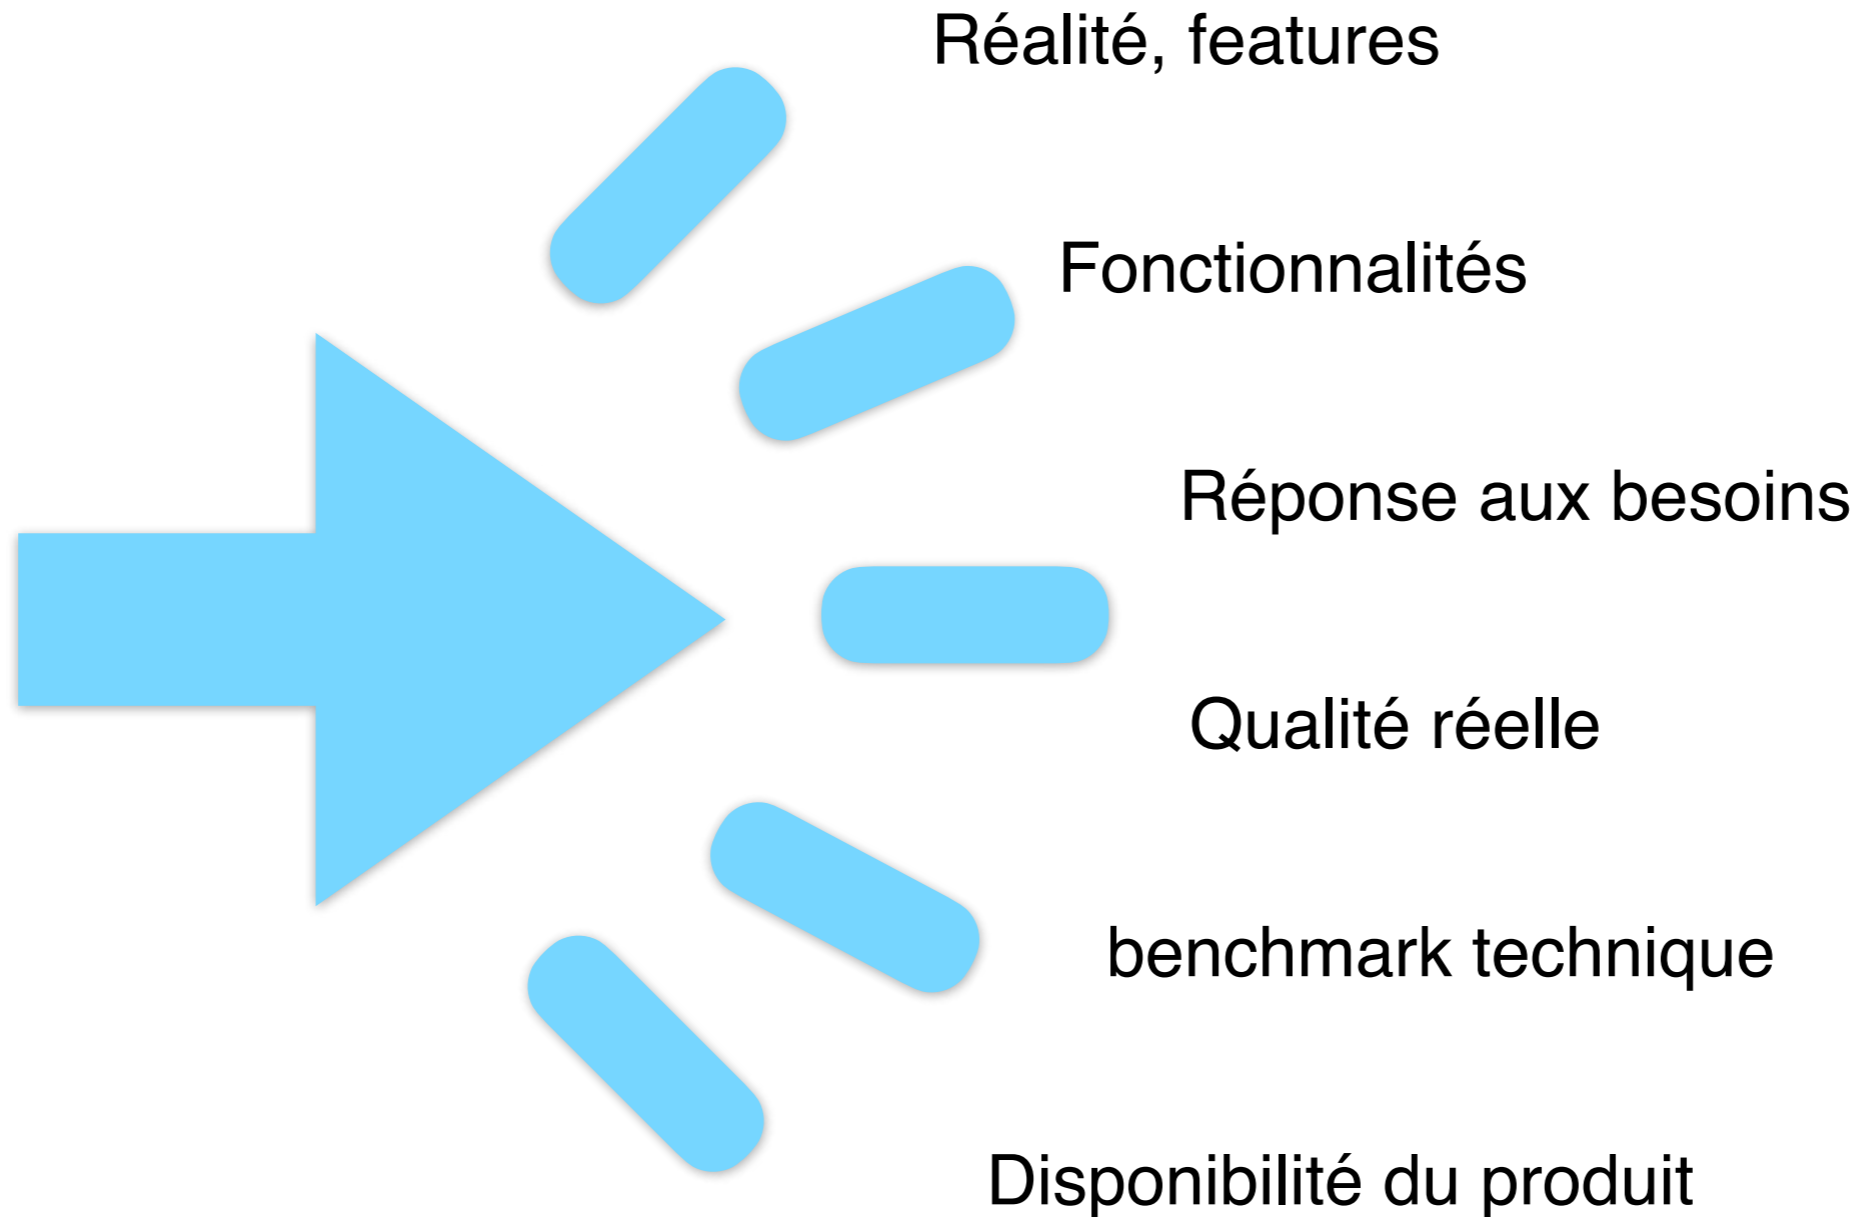 Réalité, features
Fonctionnalités
Réponse aux besoins
Qualité réelle
benchmark technique
Disponibilité du produit